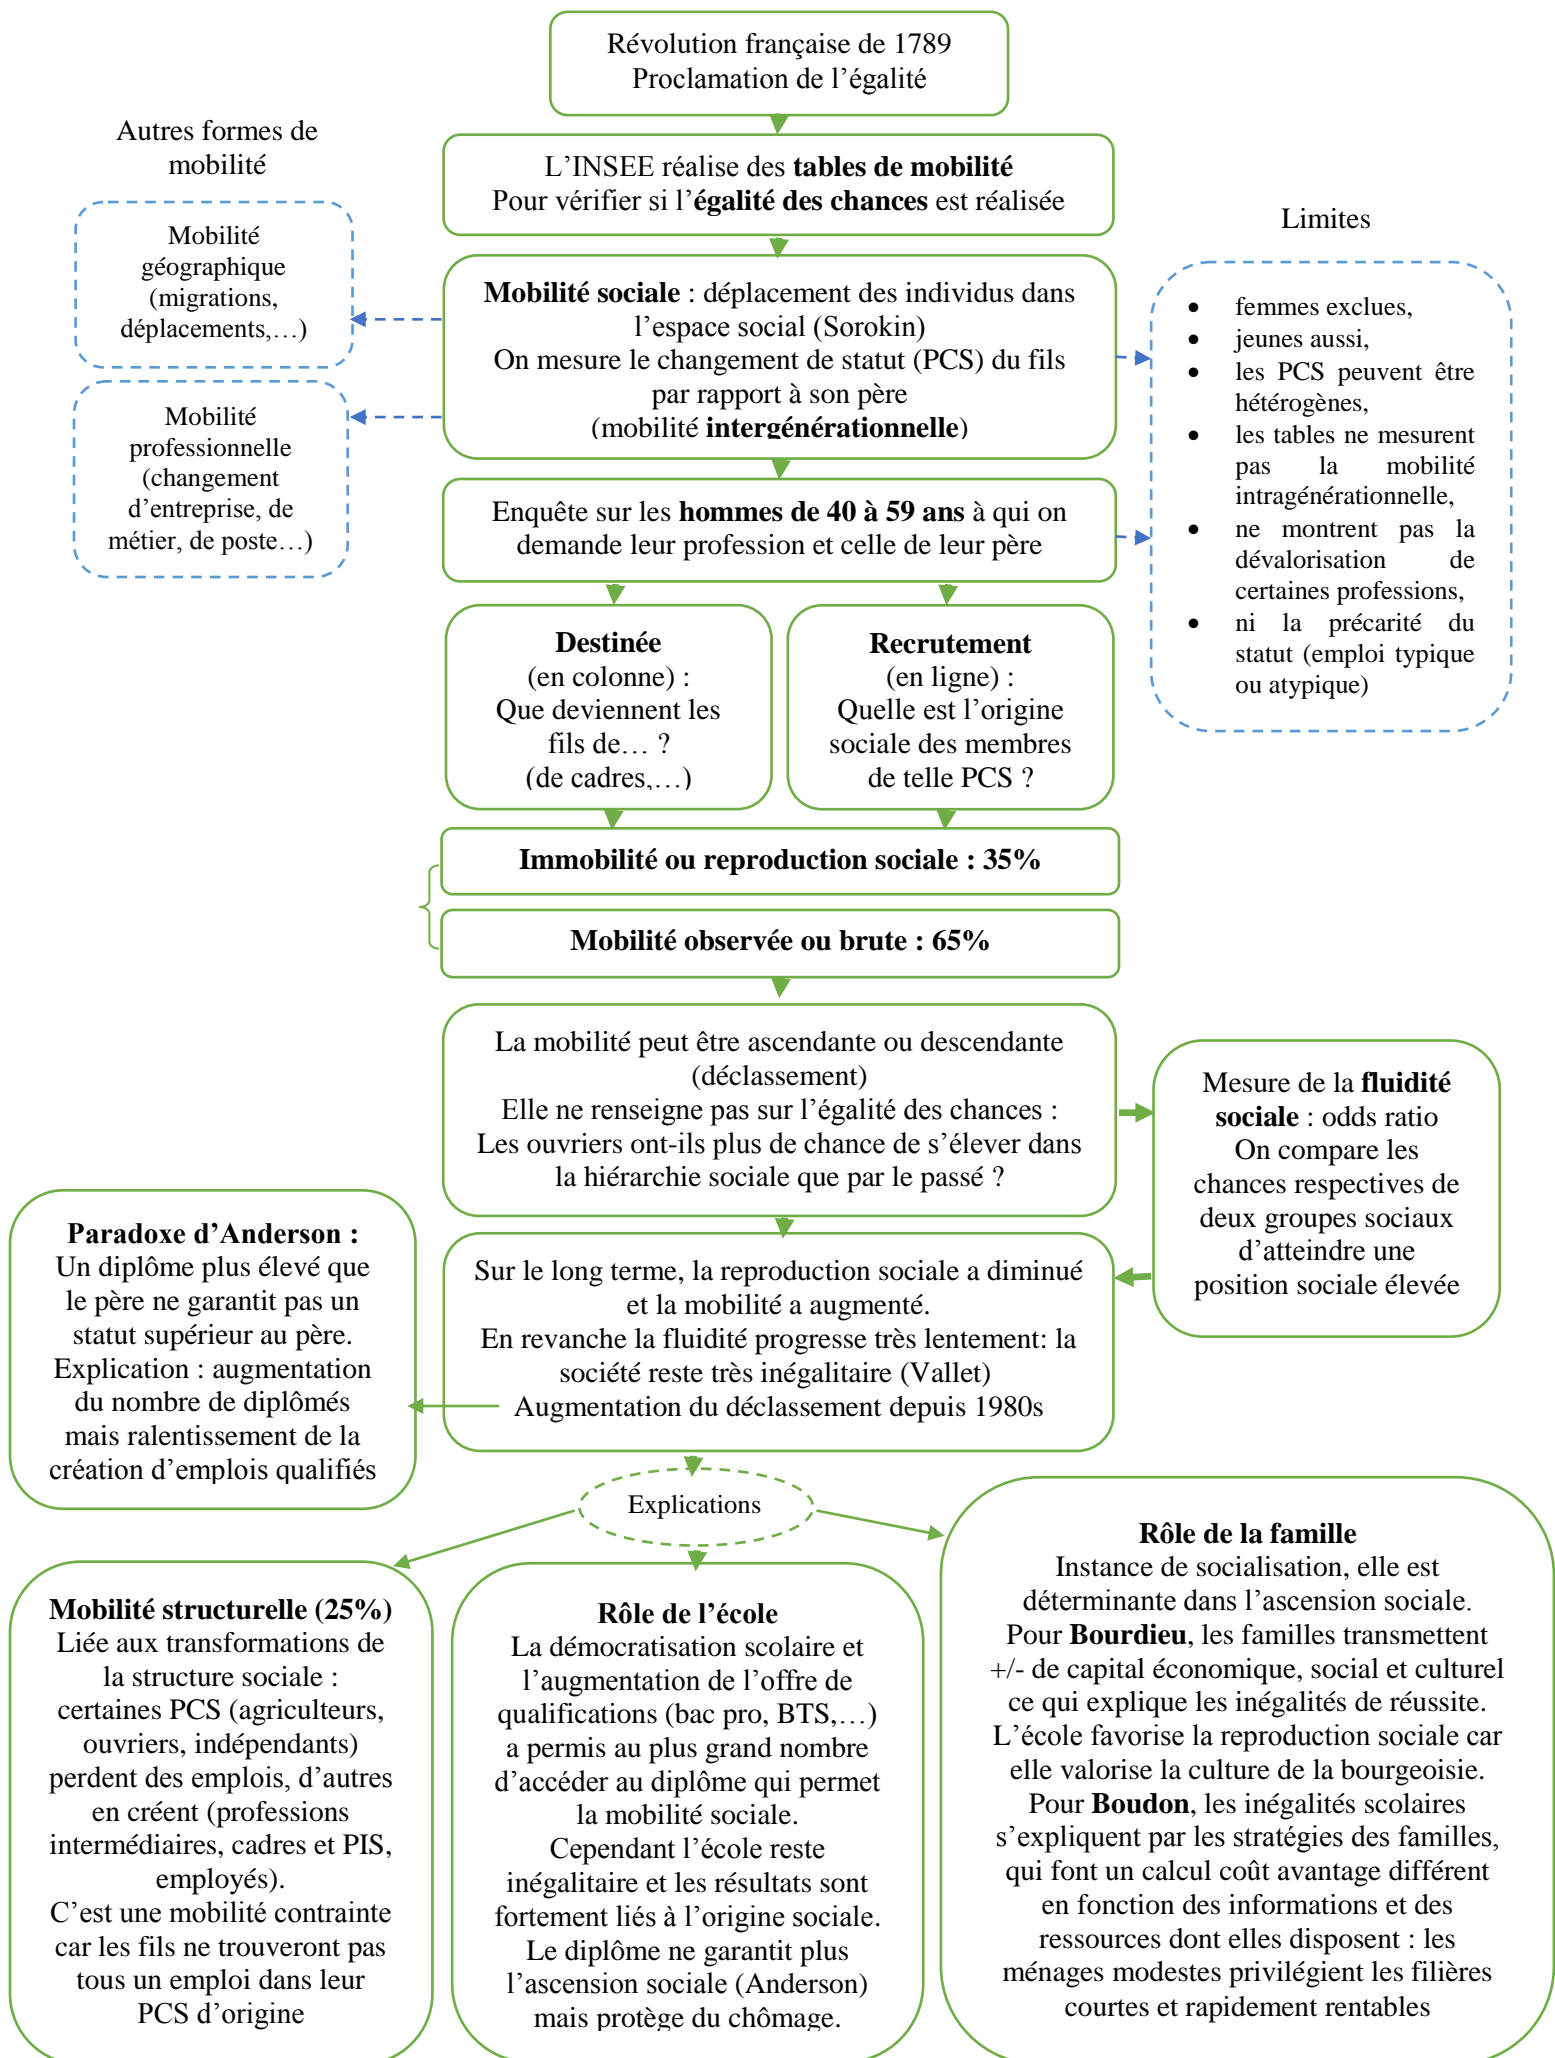 Révolution française de 1789
Proclamation de l’égalité
Autres formes de
mobilité
L’INSEE réalise des tables de mobilité
Pour vérifier si l’égalité des chances est réalisée
Limites
Mobilité
géographique
(migrations,
déplacements,…)
Mobilité sociale : déplacement des individus dans
l’espace social (Sorokin)
On mesure le changement de statut (PCS) du fils
par rapport à son père
(mobilité intergénérationnelle)
• femmes exclues,
• jeunes aussi,
• les PCS peuvent être
hétérogènes,
• les tables ne mesurent
pas la mobilité
intragénérationnelle,
• ne montrent pas la
dévalorisation de
certaines professions,
• ni la précarité du
statut (emploi typique
ou atypique)
Mobilité
professionnelle
(changement
d’entreprise, de
métier, de poste…)
Enquête sur les hommes de 40 à 59 ans à qui on
demande leur profession et celle de leur père
Destinée
(en colonne) :
Que deviennent les
fils de… ?
(de cadres,…)
Recrutement
(en ligne) :
Quelle est l’origine
sociale des membres
de telle PCS ?
Immobilité ou reproduction sociale : 35%
Mobilité observée ou brute : 65%
La mobilité peut être ascendante ou descendante
(déclassement)
Elle ne renseigne pas sur l’égalité des chances :
Les ouvriers ont-ils plus de chance de s’élever dans
la hiérarchie sociale que par le passé ?
Mesure de la fluidité
sociale : odds ratio
On compare les
chances respectives de
deux groupes sociaux
d’atteindre une
position sociale élevée
Paradoxe d’Anderson :
Un diplôme plus élevé que
le père ne garantit pas un
statut supérieur au père.
Explication : augmentation
du nombre de diplômés
mais ralentissement de la
création d’emplois qualifiés
Sur le long terme, la reproduction sociale a diminué
et la mobilité a augmenté.
En revanche la fluidité progresse très lentement: la
société reste très inégalitaire (Vallet)
Augmentation du déclassement depuis 1980s
Explications
Mobilité structurelle (25%)
Liée aux transformations de
la structure sociale :
certaines PCS (agriculteurs,
ouvriers, indépendants)
perdent des emplois, d’autres
en créent (professions
intermédiaires, cadres et PIS,
employés).
C’est une mobilité contrainte
car les fils ne trouveront pas
tous un emploi dans leur
PCS d’origine
Rôle de l’école
La démocratisation scolaire et
l’augmentation de l’offre de
qualifications (bac pro, BTS,…)
a permis au plus grand nombre
d’accéder au diplôme qui permet
la mobilité sociale.
Cependant l’école reste
inégalitaire et les résultats sont
fortement liés à l’origine sociale.
Le diplôme ne garantit plus
l’ascension sociale (Anderson)
mais protège du chômage.
Rôle de la famille
Instance de socialisation, elle est
déterminante dans l’ascension sociale.
Pour Bourdieu, les familles transmettent
+/- de capital économique, social et culturel
ce qui explique les inégalités de réussite.
L’école favorise la reproduction sociale car
elle valorise la culture de la bourgeoisie.
Pour Boudon, les inégalités scolaires
s’expliquent par les stratégies des familles,
qui font un calcul coût avantage différent
en fonction des informations et des
ressources dont elles disposent : les
ménages modestes privilégient les filières
courtes et rapidement rentables